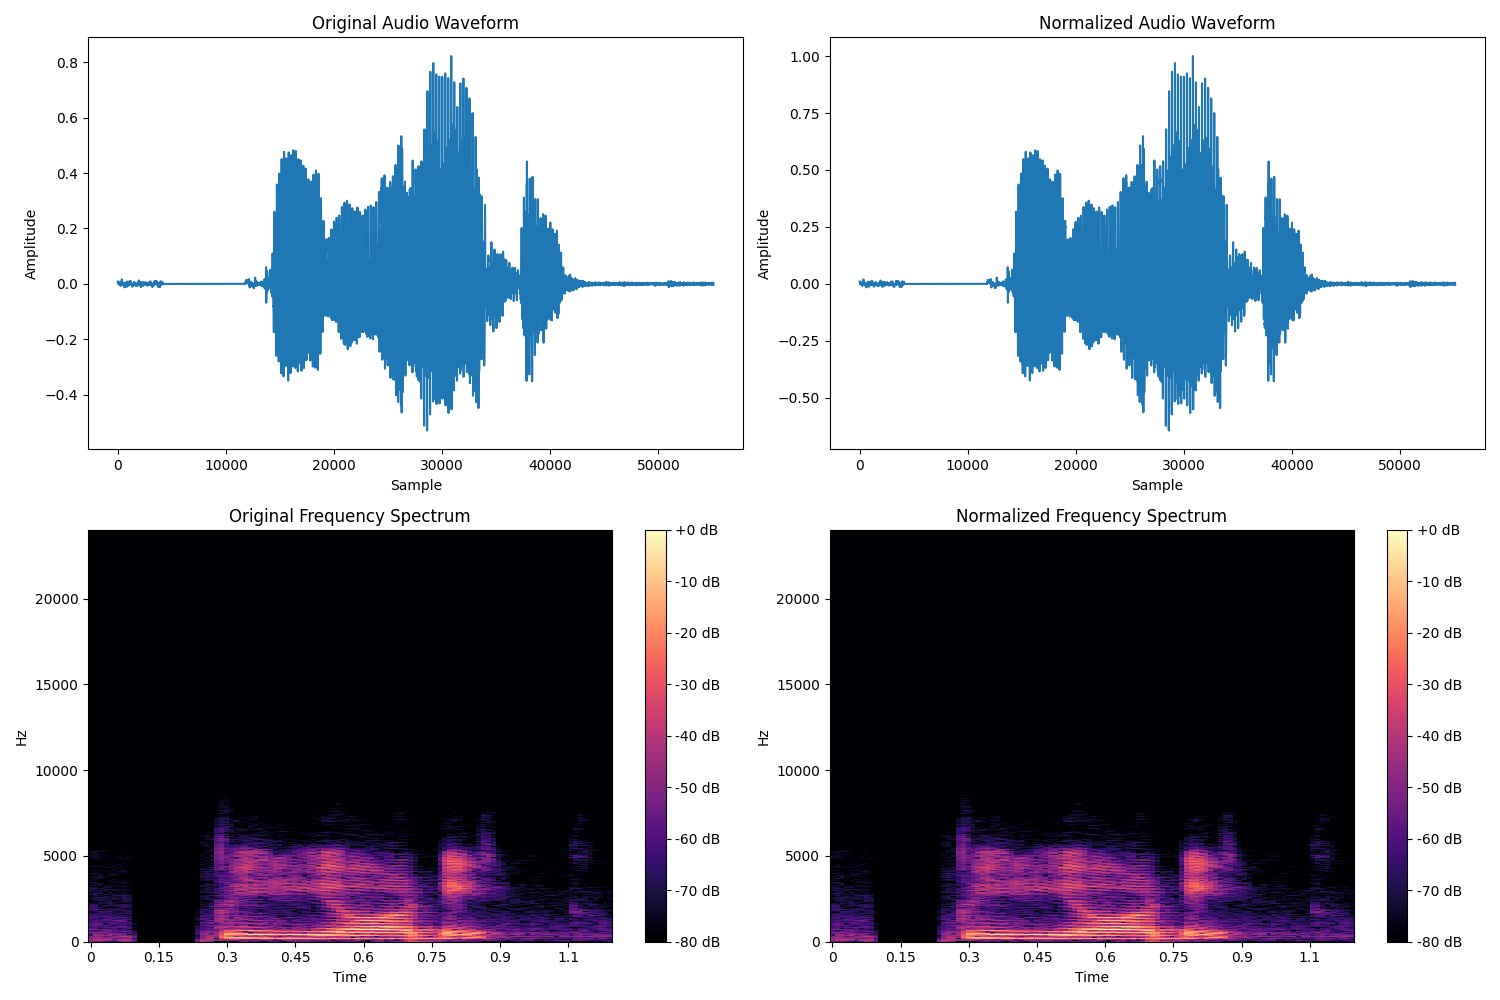 Original Audio Waveform
Amplitude
0.8
0.6
0.4
0.2
0.0
−0.2
−0.4
0 10000 20000 30000 40000 50000
Sample
Normalized Audio Waveform
Amplitude
1.00
0.75
0.50
0.25
0.00
−0.25
−0.50
0 10000 20000 30000 40000 50000
Sample
Original Frequency Spectrum
Hz
20000
15000
10000
5000
0
0 0.15 0.3 0.45 0.6 0.75 0.9 1.1
Time
+0 dB
-10 dB
-20 dB
-30 dB
-40 dB
-50 dB
-60 dB
-70 dB
-80 dB
Normalized Frequency Spectrum
Hz
20000
15000
10000
5000
0
0 0.15 0.3 0.45 0.6 0.75 0.9 1.1
Time
+0 dB
-10 dB
-20 dB
-30 dB
-40 dB
-50 dB
-60 dB
-70 dB
-80 dB